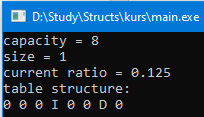 D:\Study\Structs\kurs\main.exe
capacity = 8
size = 1
current ratio = 0.125
table structure:
0 0 0 I 0 0 D 0